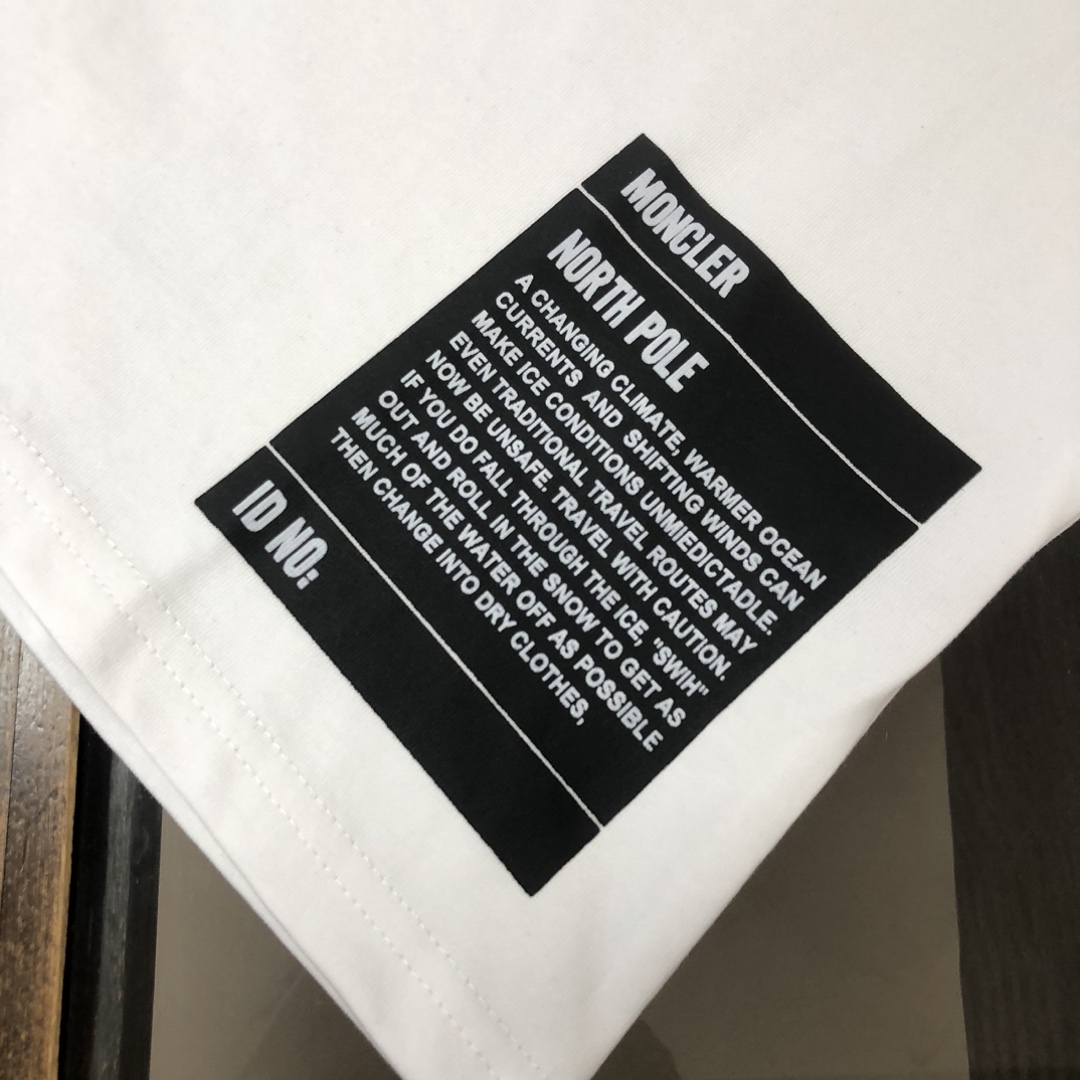 MONCLER
NORTH POLE
A CHANGING CLIMATE, WARMER OCEAN
CURRENTS AND SHIFTING WINDS CAN
MAKE ICE CONDITIONS UNMEDICTADLE.
EVEN TRADITIONAL TRAVEL ROUTES MAY
NOW BE UNSAFE, TRAVEL WITH CAUTION.
IF YOU DO FALL THROUGH THE ICE, "SWIH"
OUT AND ROLL IN THE SNOW TO GET AS
MUCH OF THE WATER OFF AS POSSIBLE
THEN CHANGE INTO DRY CLOTHES,
ID NO: